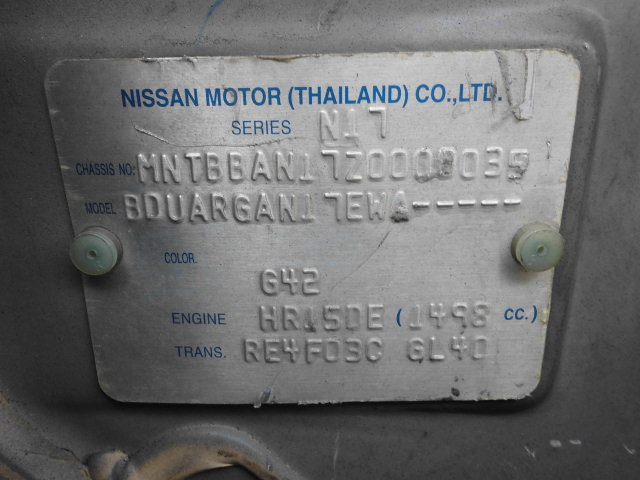 NISSAN MOTOR (THAILAND) CO.,LTD.
SERIES N17
CHASSIS NO: MNTBBAN17Z0000035
MODEL BDUARGAN17EWA-----
COLOR.
G42
ENGINE HR15DE (1498 CC.)
TRANS. RE4F03C GL40